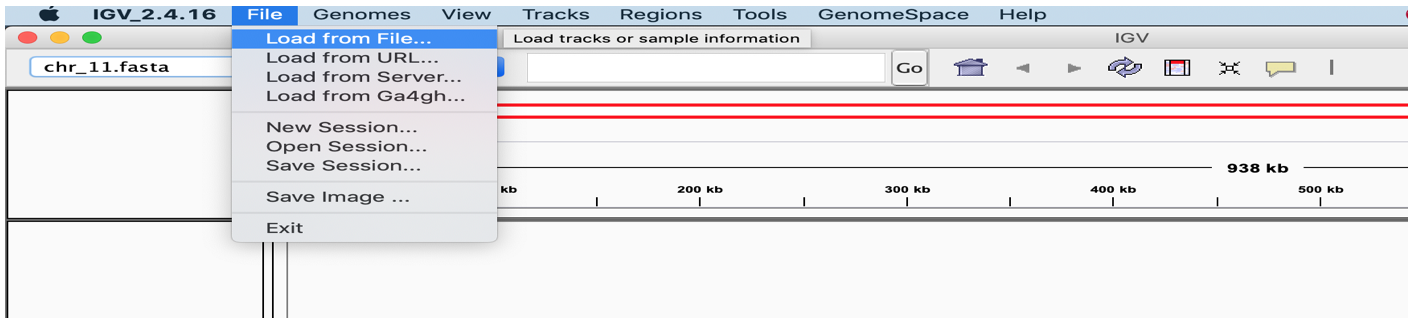 IGV_2.4.16 File Genomes View Tracks Regions Tools GenomeSpace Help
IGV
Load from File...
Load tracks or sample information
chr_11.fasta
Go
Load from URL...
Load from Server...
Load from Ga4gh...
New Session...
Open Session...
Save Session...
Save Image ...
Exit
938 kb
kb 200 kb 300 kb 400 kb 500 kb